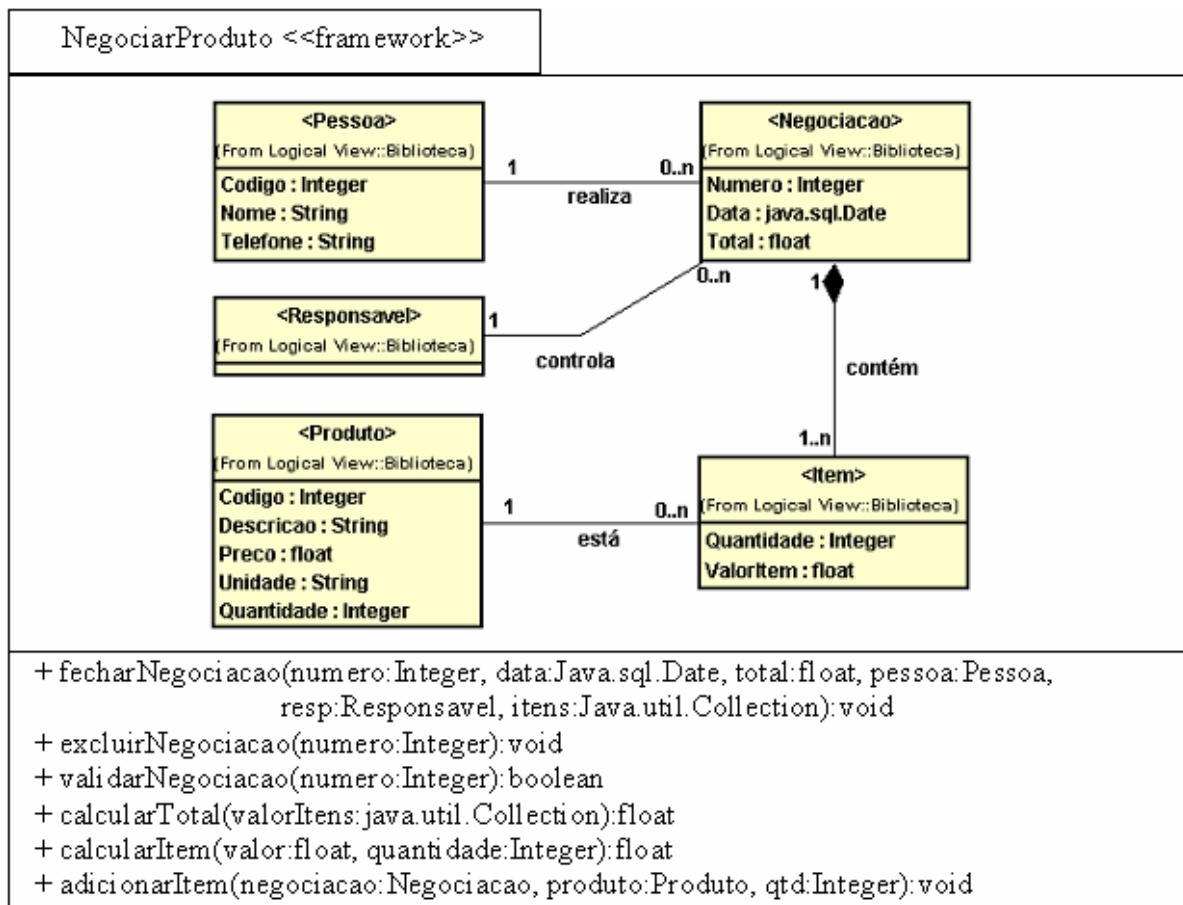 NegociarProduto <<framework>>
<Pessoa>
(From Logical View::Biblioteca)
Codigo : Integer
Nome : String
Telefone : String
1
0..n
realiza
<Negociacao>
(From Logical View::Biblioteca)
Numero : Integer
Data : java.sql.Date
Total : float
<Responsavel>
(From Logical View::Biblioteca)
1
0..n
controla
1
contém
1..n
<Produto>
(From Logical View::Biblioteca)
Codigo : Integer
Descricao : String
Preco : float
Unidade : String
Quantidade : Integer
1
0..n
está
<Item>
(From Logical View::Biblioteca)
Quantidade : Integer
ValorItem : float
+ fecharNegociacao(numero:Integer, data:Java.sql.Date, total:float, pessoa:Pessoa,
resp:Responsavel, itens:Java.util.Collection):void
+ excluirNegociacao(numero:Integer):void
+ validarNegociacao(numero:Integer):boolean
+ calcularTotal(valorItens:java.util.Collection):float
+ calcularItem(valor:float, quantidade:Integer):float
+ adicionarItem(negociacao:Negociacao, produto:Produto, qtd:Integer):void